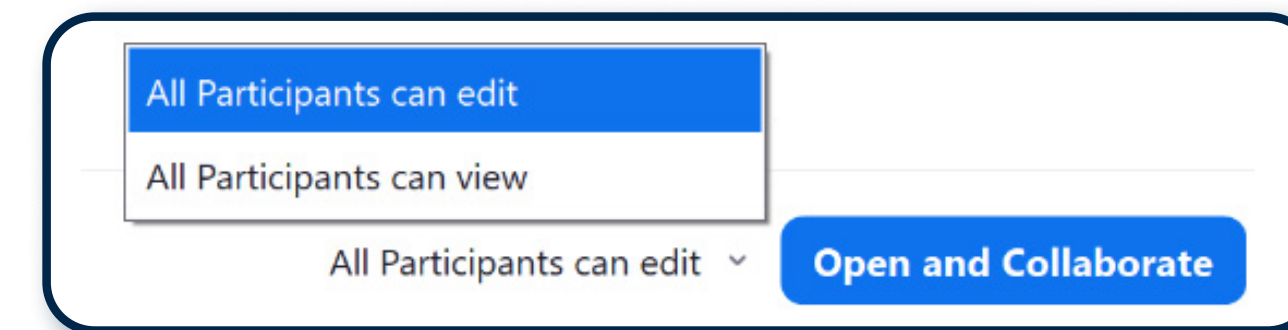 All Participants can edit
All Participants can view
All Participants can edit
Open and Collaborate